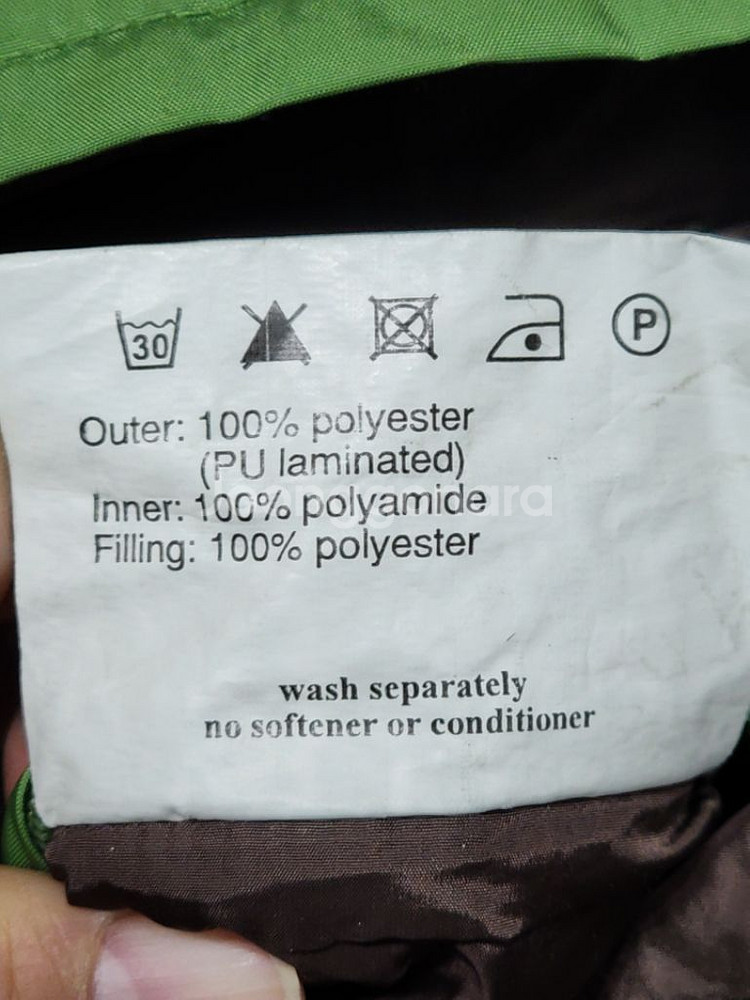 30
P
Outer: 100% polyester
(PU laminated)
Inner: 100% polyamide
Filling: 100% polyester
wash separately
no softener or conditioner